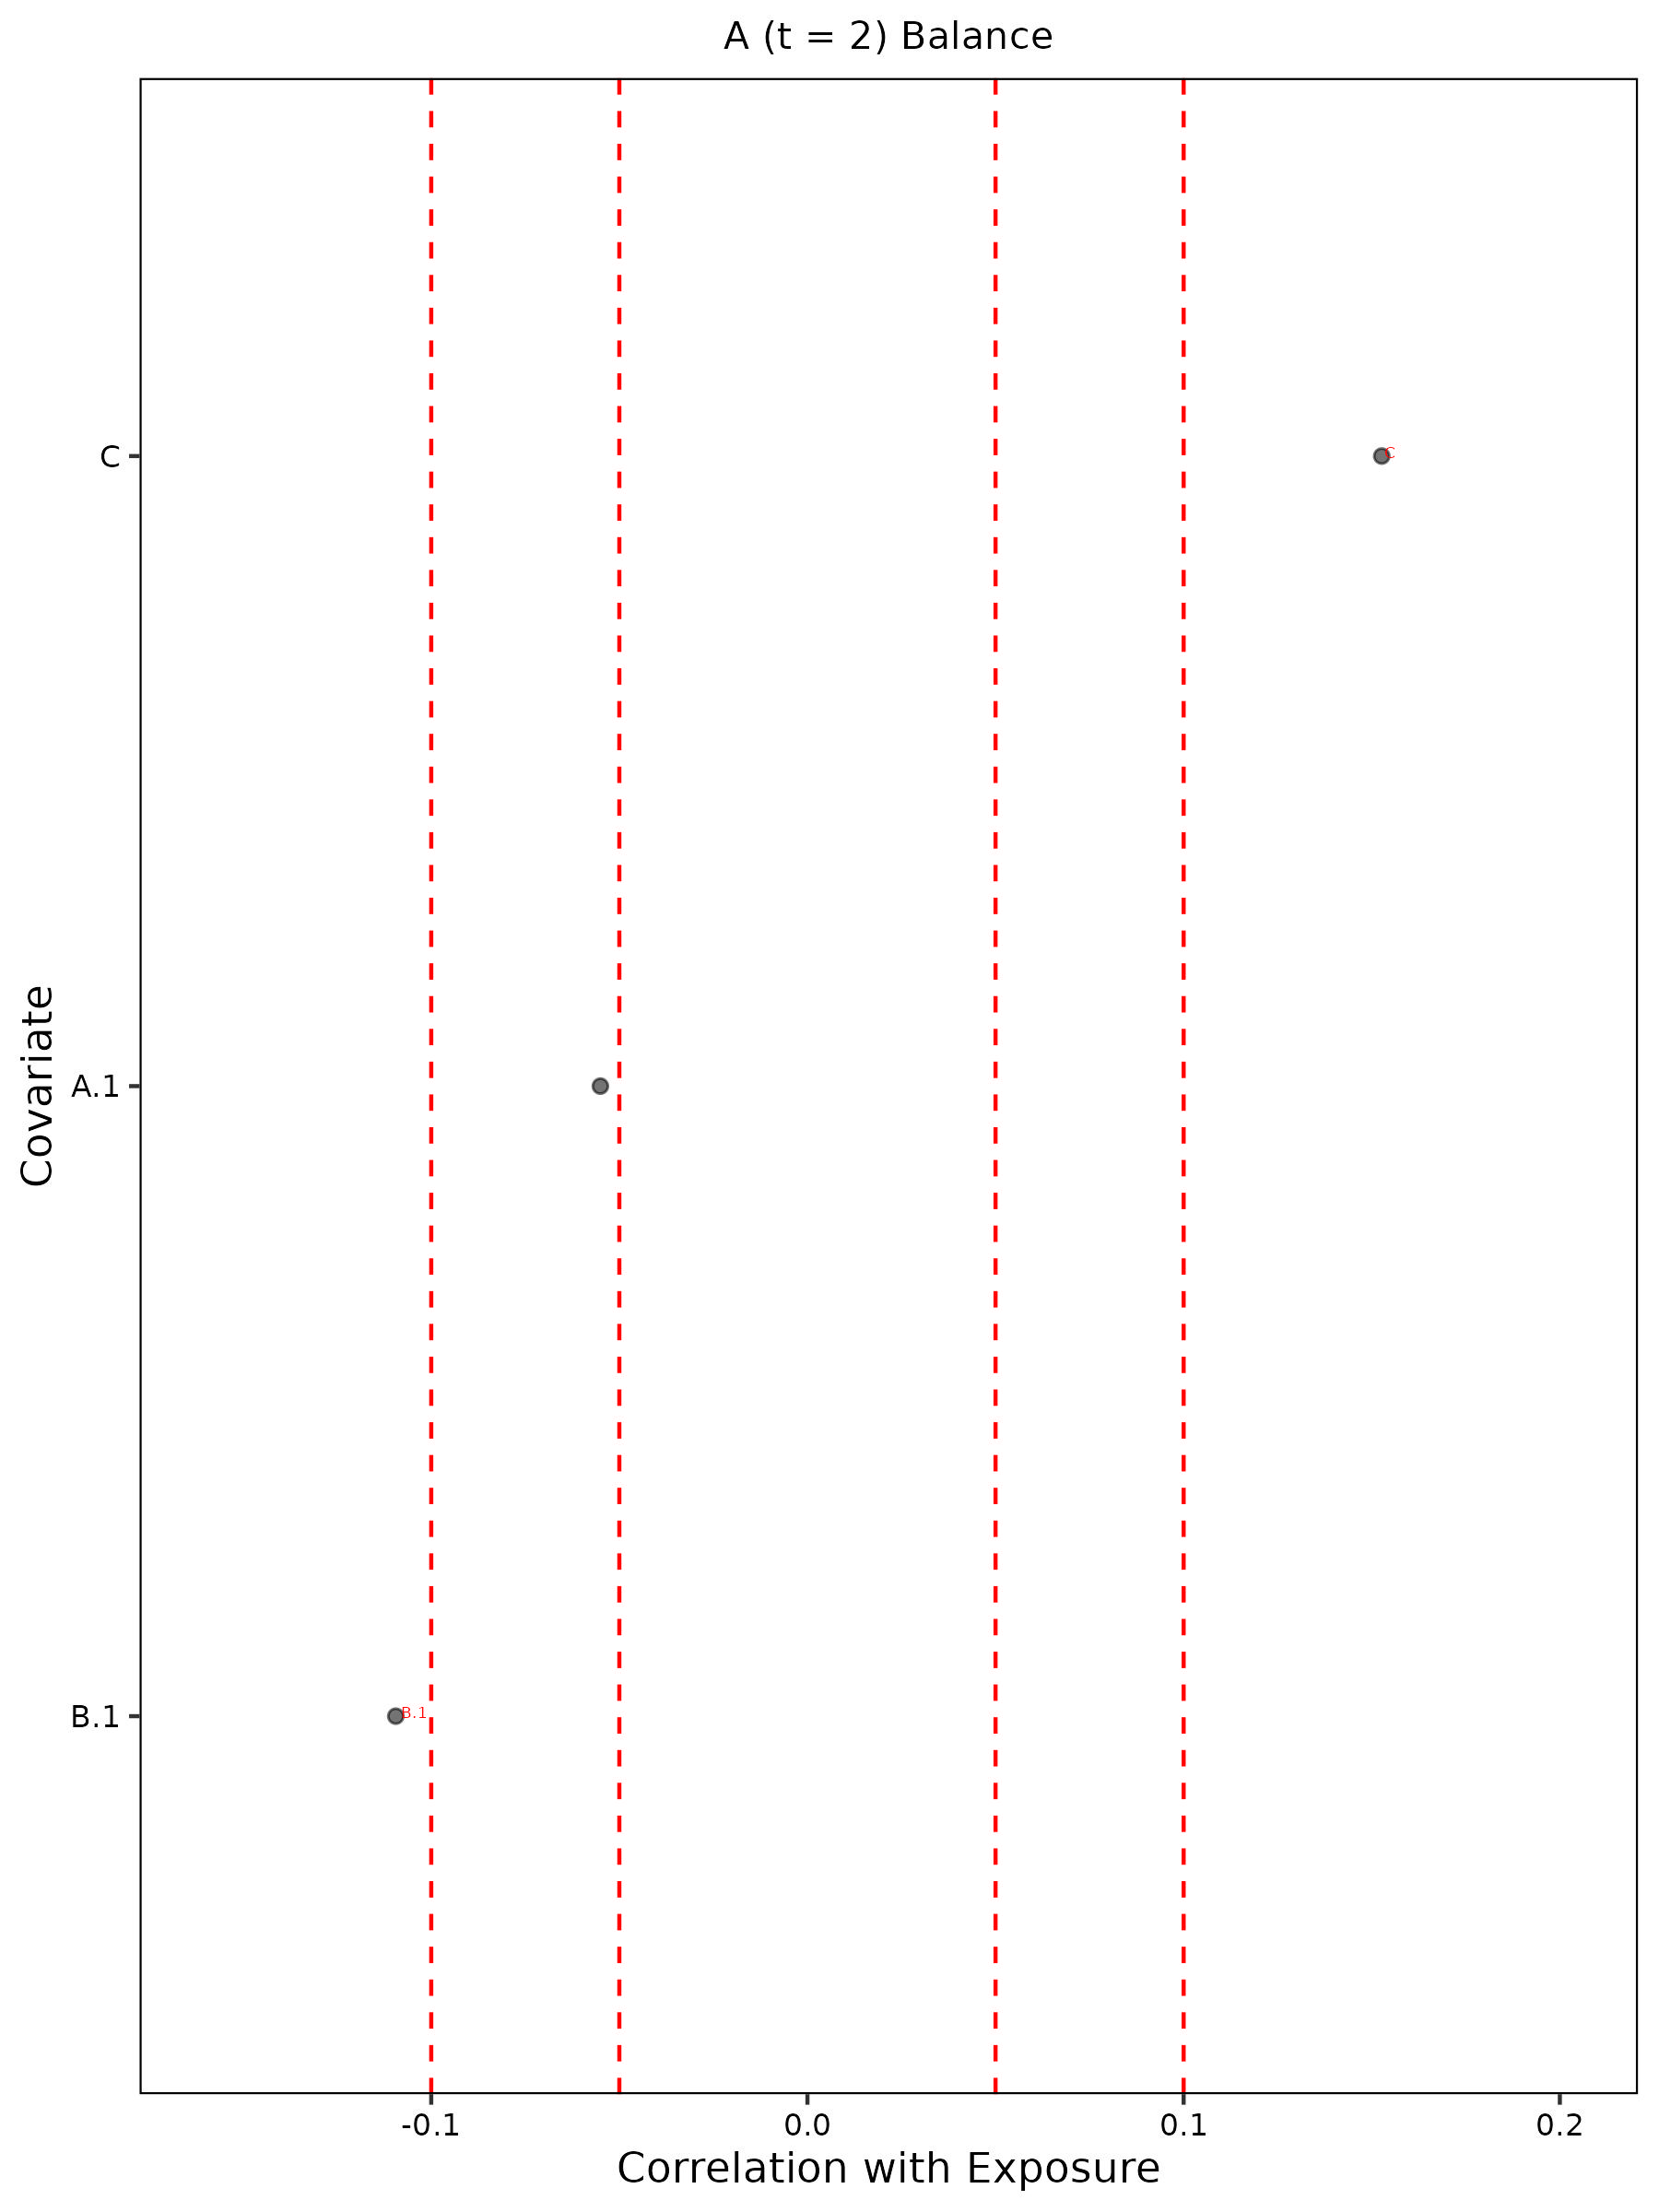 A (t = 2) Balance
C
C
Covariate
A.1
B.1
B.1
-0.1
0.0
0.1
0.2
Correlation with Exposure